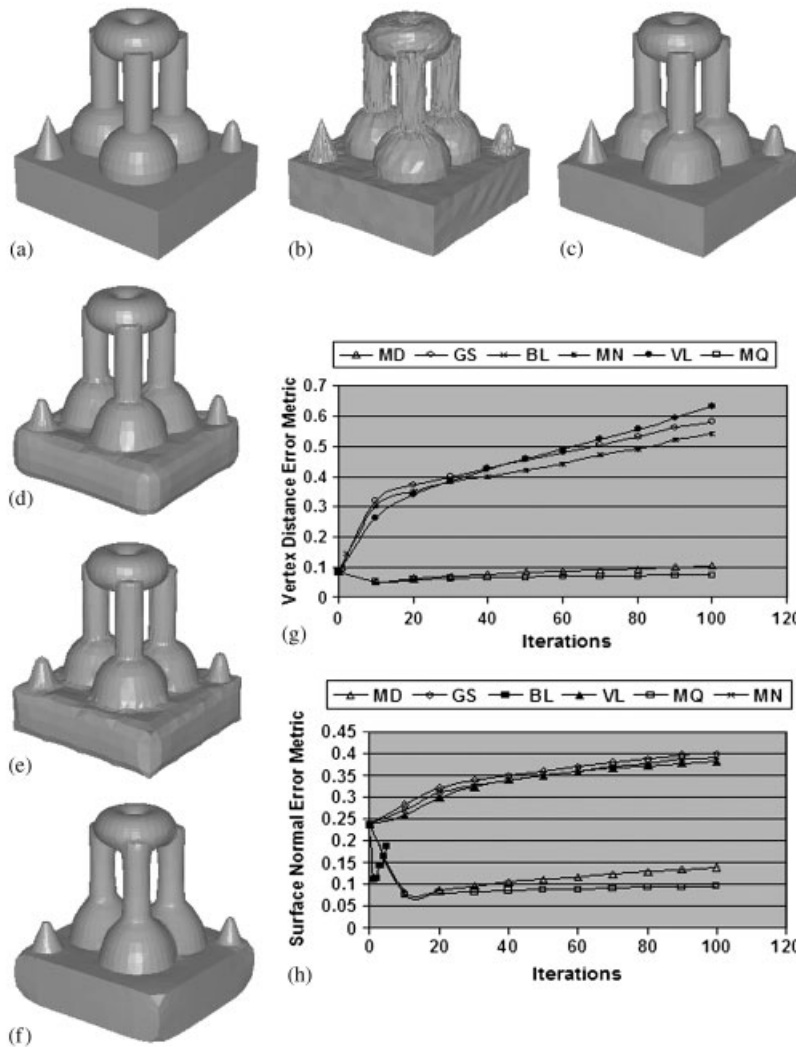 (a)
(b)
(c)
(d)
(e)
(f)
MD GS BL MN VL MQ
Vertex Distance Error Metric
0.7
0.6
0.5
0.4
0.3
0.2
0.1
0
0 20 40 60 80 100 120
Iterations
(g)
MD GS BL VL MQ MN
Surface Normal Error Metric
0.45
0.4
0.35
0.3
0.25
0.2
0.15
0.1
0.05
0
0 20 40 60 80 100 120
Iterations
(h)